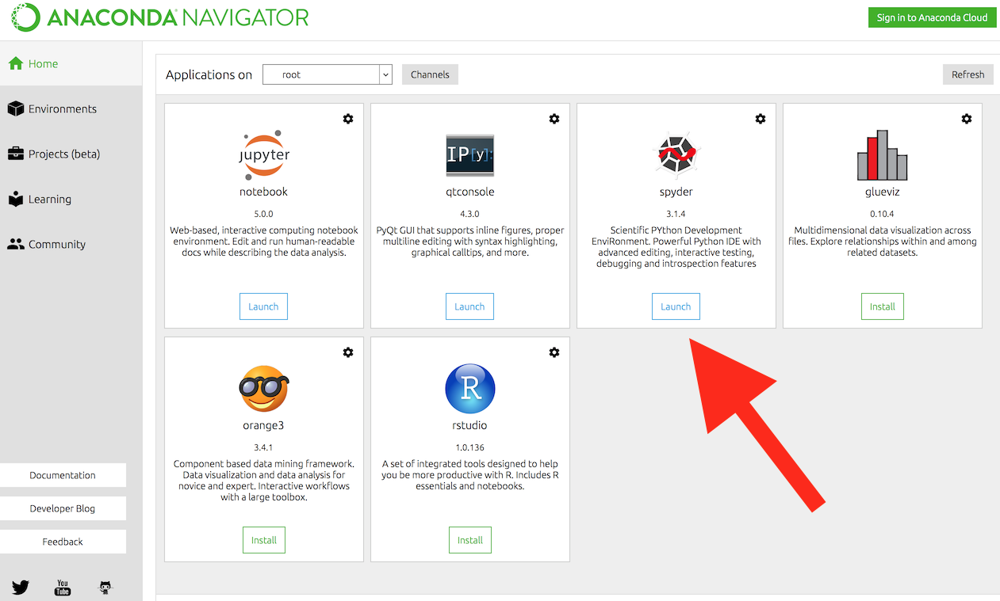 ANACONDA NAVIGATOR
Sign in to Anaconda Cloud
Home
Environments
Projects (beta)
Learning
Community
Documentation
Developer Blog
Feedback
You
Tube
Applications on
root
Channels
Refresh
jupyter
notebook
5.0.0
Web-based, interactive computing notebook
environment. Edit and run human-readable
docs while describing the data analysis.
Launch
IP[y]:
qtconsole
4.3.0
PyQt GUI that supports inline figures, proper
multiline editing with syntax highlighting,
graphical calltips, and more.
Launch
spyder
3.1.4
Scientific PYthon Development
EnviRonment. Powerful Python IDE with
advanced editing, interactive testing,
debugging and introspection features
Launch
glueviz
0.10.4
Multidimensional data visualization across
files. Explore relationships within and among
related datasets.
Install
orange3
3.4.1
Component based data mining framework.
Data visualization and data analysis for
novice and expert. Interactive workflows
with a large toolbox.
Install
R
rstudio
1.0.136
A set of integrated tools designed to help
you be more productive with R. Includes R
essentials and notebooks.
Install